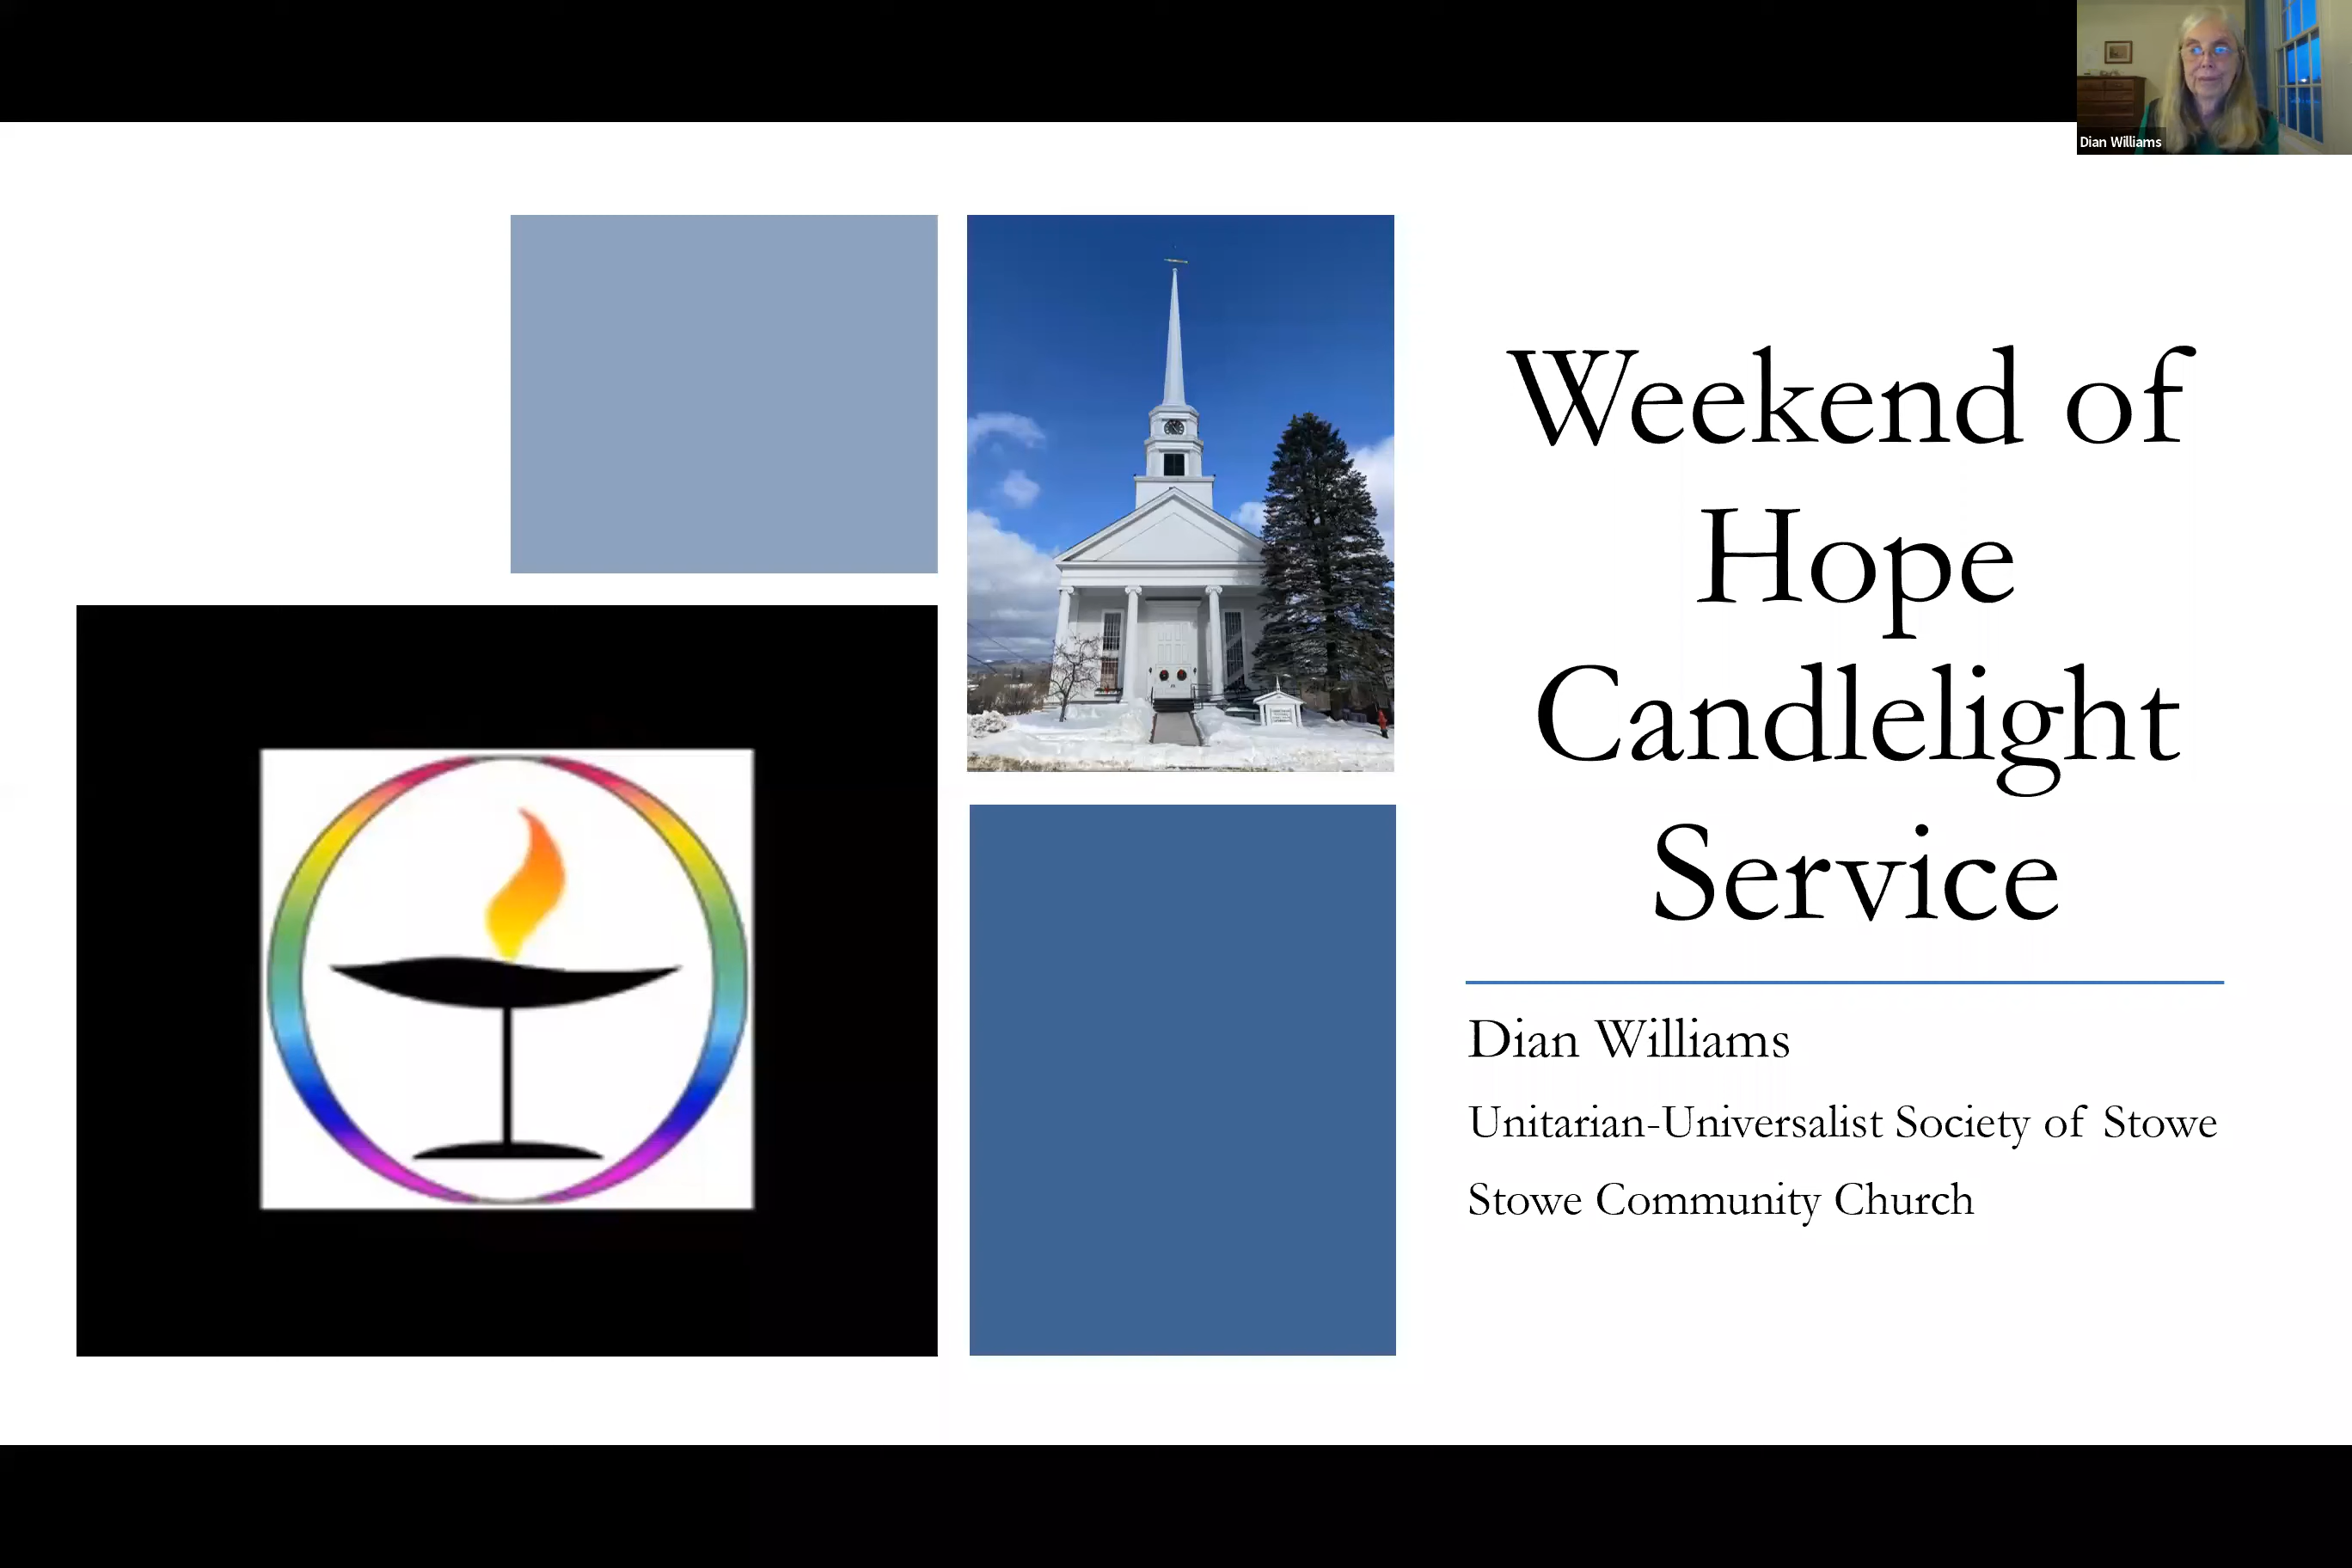 Dian Williams
Weekend of
Hope
Candlelight
Service
Dian Williams
Unitarian-Universalist Society of Stowe
Stowe Community Church